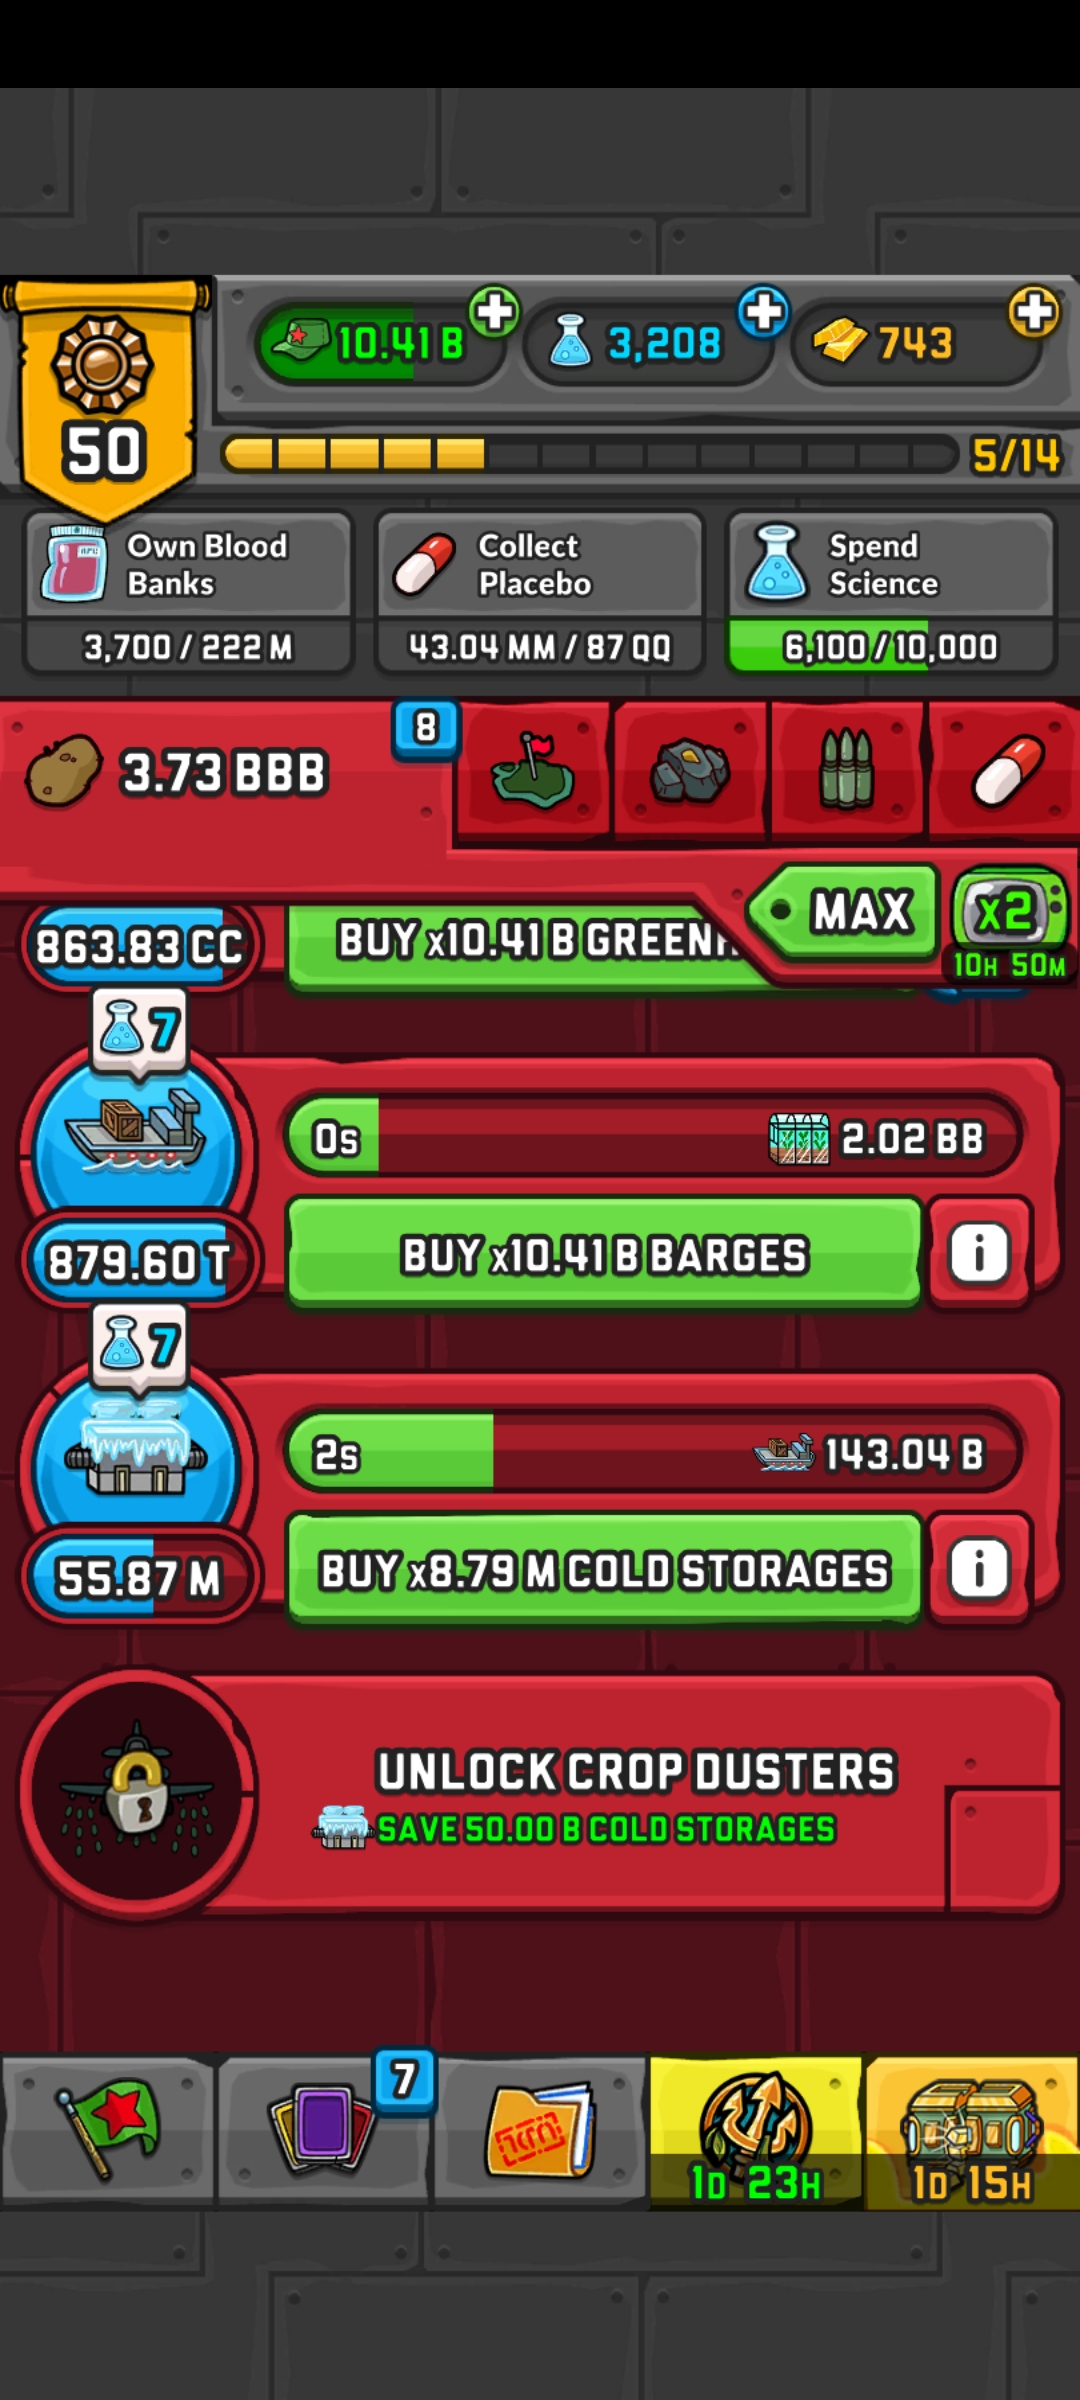 10.41 B
3,208
743
50
5/14
Own Blood
Banks
3,700 / 222 M
Collect
Placebo
43.04 MM / 87 QQ
Spend
Science
6,100 / 10,000
3.73 BBB
8
MAX
x2
10H 50M
863.83 CC
BUY x10.41 B GREENH
7
0s
2.02 BB
879.60 T
BUY x10.41 B BARGES
i
7
2s
143.04 B
55.87 M
BUY x8.79 M COLD STORAGES
i
UNLOCK CROP DUSTERS
SAVE 50.00 B COLD STORAGES
7
1D 23H
1D 15H